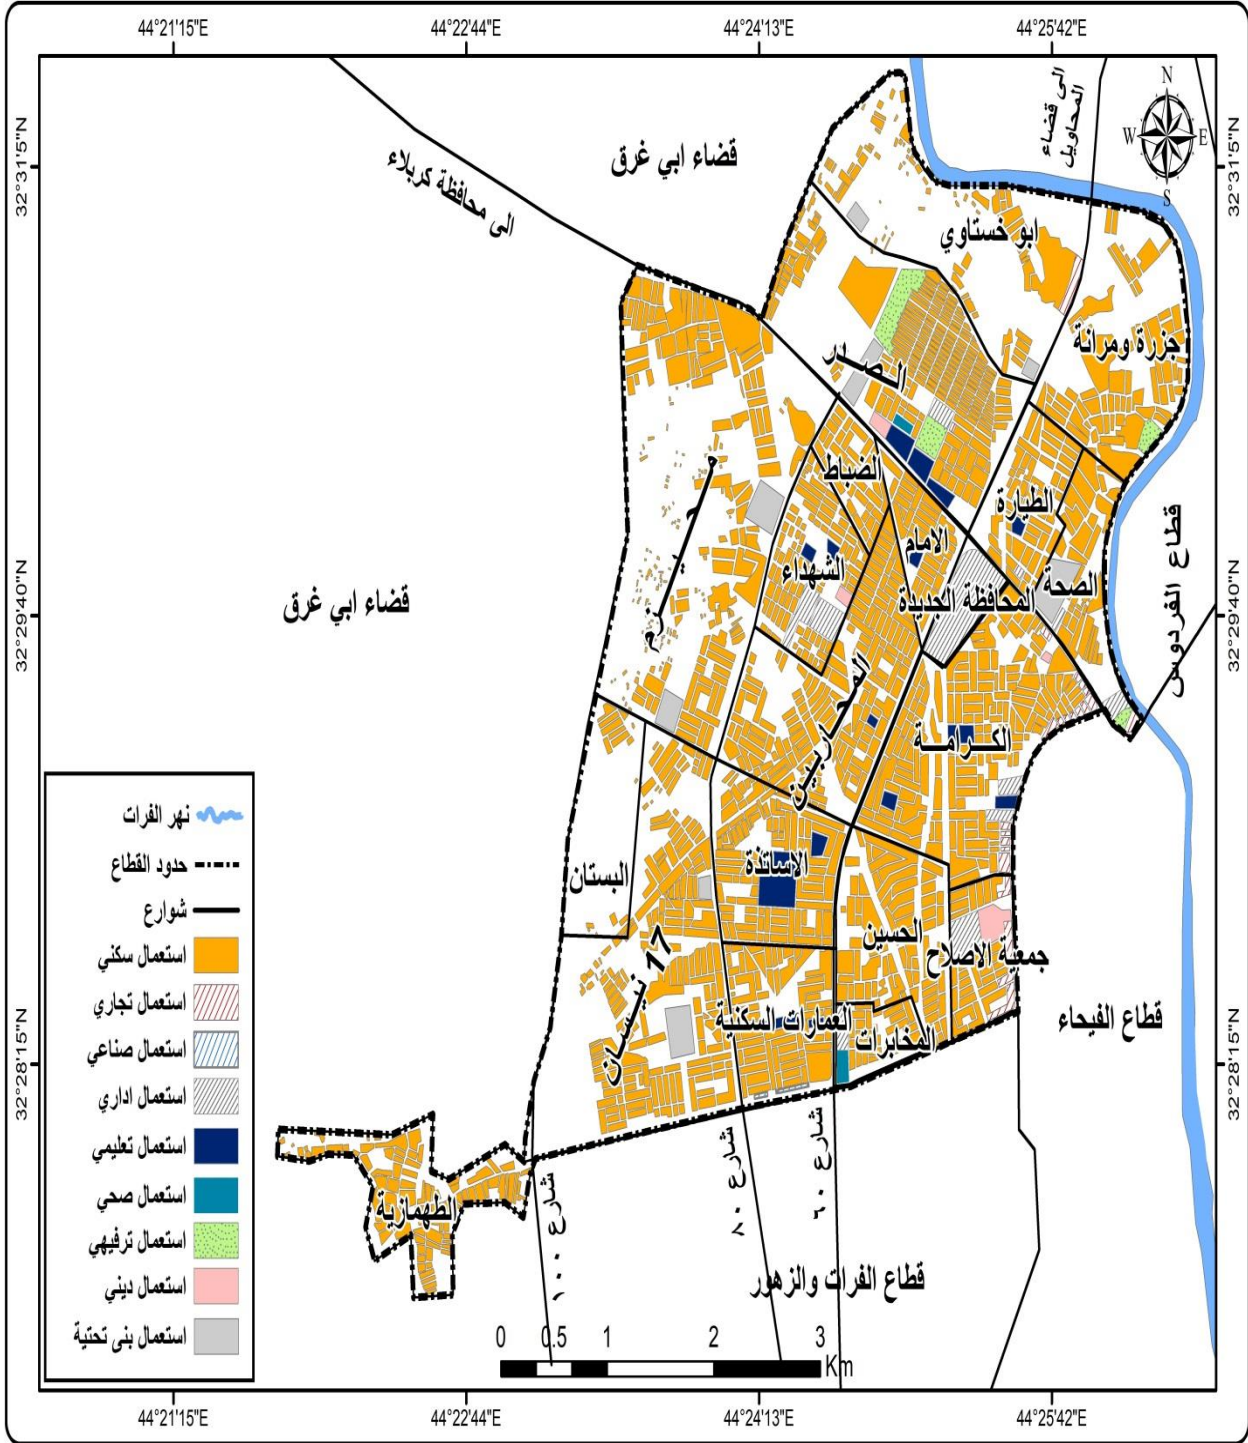 44°21'15"E 44°22'44"E 44°24'13"E 44°25'42"E
N
W E
S
الى قضاء
المحاويل
32°31'5"N 32°31'5"N
قضاء ابي غرق
الى محافظة كربلاء
ابو خستاوي
جزرة ومرانة
الصدر
الضباط
الطيارة
الامام
قطاع الفردوس
نادر
الشهداء
الصحة
المحافظة الجديدة
قضاء ابي غرق
32°29'40"N 32°29'40"N
المحاربين
الكرامة
البستان
الاساتذة
الحسين
جمعية الاصلاح
17 نيسان
العمارات السكنية
المخابرات
قطاع الفيحاء
32°28'15"N 32°28'15"N
الطهمازية
شارع ١٠٠
شارع ٨٠
شارع ٦٠
قطاع الفرات والزهور
نهر الفرات
حدود القطاع
شوارع
استعمال سكني
استعمال تجاري
استعمال صناعي
استعمال اداري
استعمال تعليمي
استعمال صحي
استعمال ترفيهي
استعمال ديني
استعمال بنى تحتية
0 0.5 1 2 3
Km
44°21'15"E 44°22'44"E 44°24'13"E 44°25'42"E